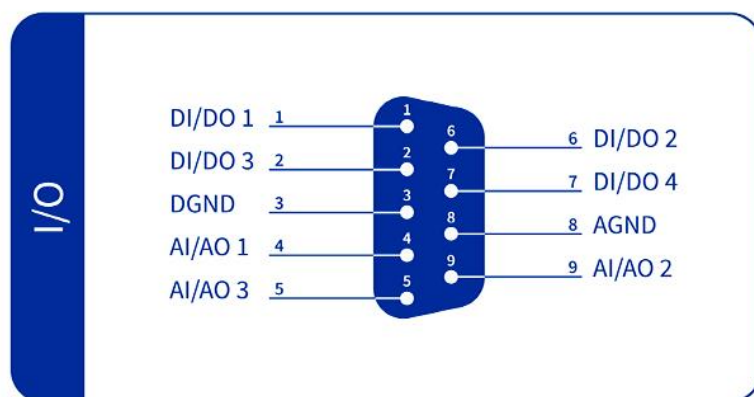 I/O
DI/DO 1 1
DI/DO 3 2
DGND 3
AI/AO 1 4
AI/AO 3 5
1
2
3
4
5
6
7
8
9
6 DI/DO 2
7 DI/DO 4
8 AGND
9 AI/AO 2